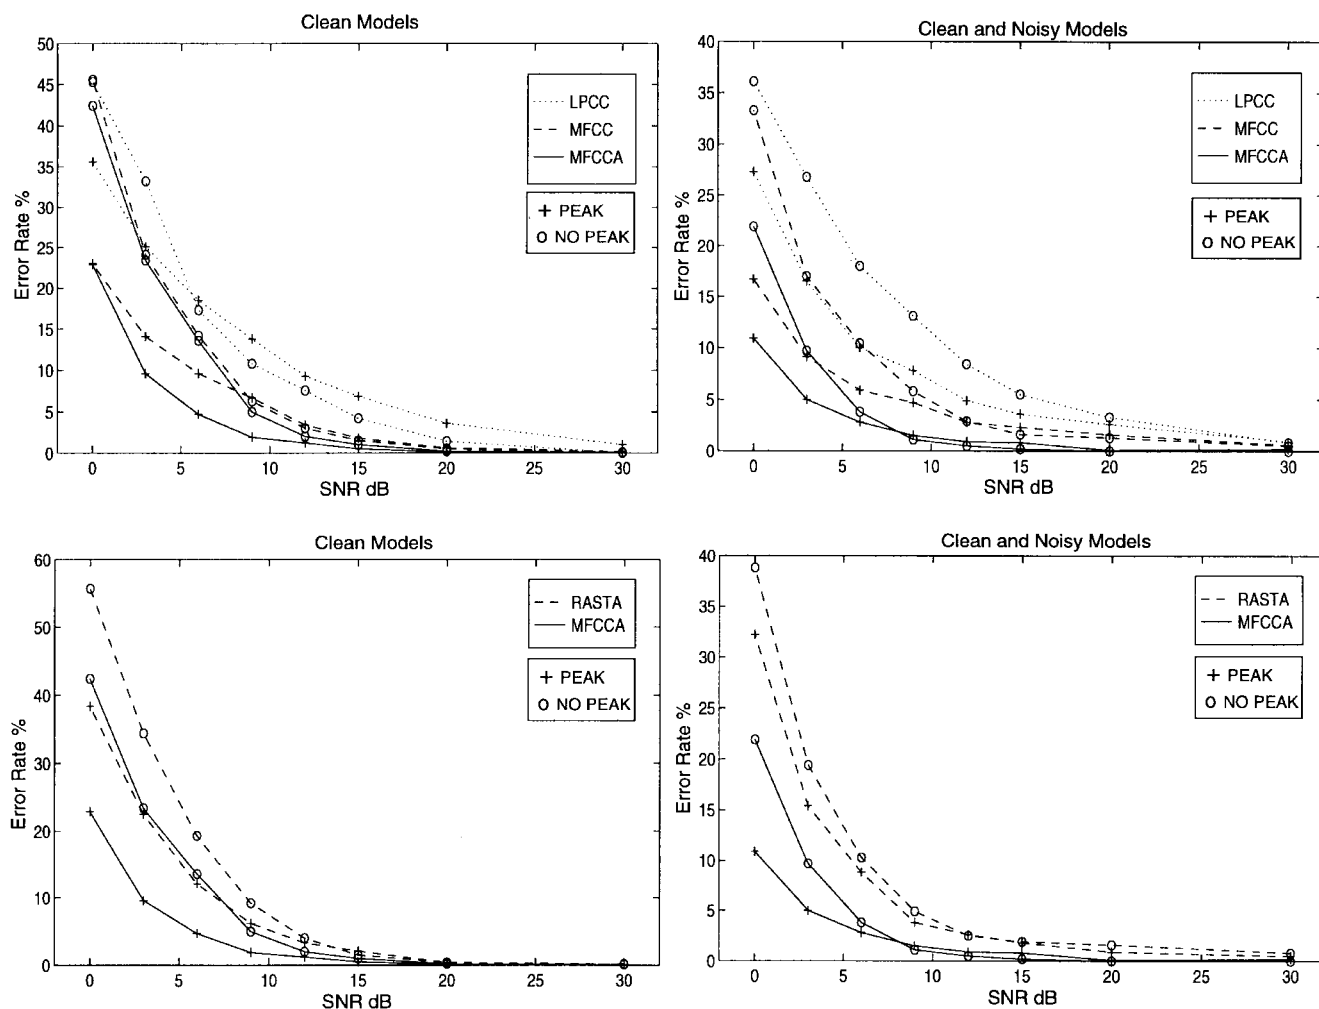 Clean Models
50
45
40
35
30
25
20
15
10
5
0
Error Rate %
0 5 10 15 20 25 30
SNR dB
LPCC
MFCC
MFCCA
PEAK
NO PEAK
Clean and Noisy Models
40
35
30
25
20
15
10
5
0
Error Rate %
0 5 10 15 20 25 30
SNR dB
LPCC
MFCC
MFCCA
PEAK
NO PEAK
Clean Models
60
50
40
30
20
10
0
Error Rate %
0 5 10 15 20 25 30
SNR dB
RASTA
MFCCA
PEAK
NO PEAK
Clean and Noisy Models
40
35
30
25
20
15
10
5
0
Error Rate %
0 5 10 15 20 25 30
SNR dB
RASTA
MFCCA
PEAK
NO PEAK